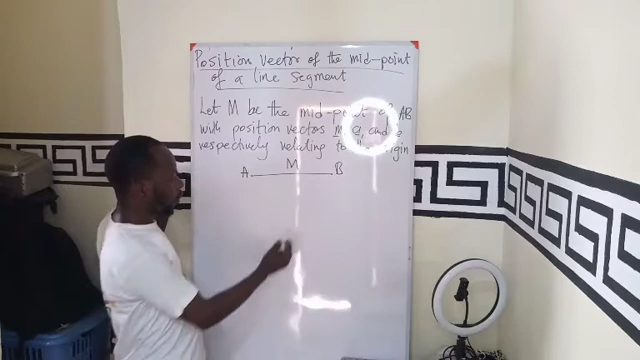 Position vector of the mid-point
of a line segment
Let M be the mid-point of AB
with position vectors M, a, and
respectively relating to origin
A M B